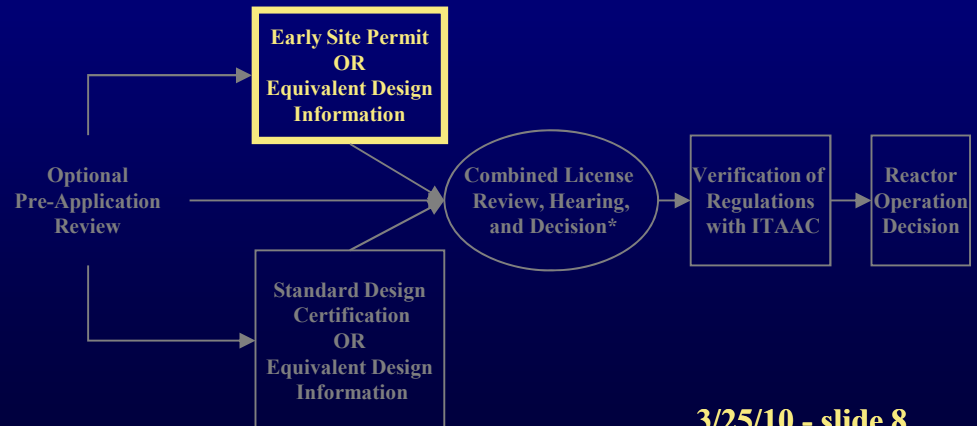 Early Site Permit
OR
Equivalent Design
Information
Optional
Pre-Application
Review
Combined License
Review, Hearing,
and Decision*
Verification of
Regulations
with ITAAC
Reactor
Operation
Decision
Standard Design
Certification
OR
Equivalent Design
Information
3/25/10 - slide 8